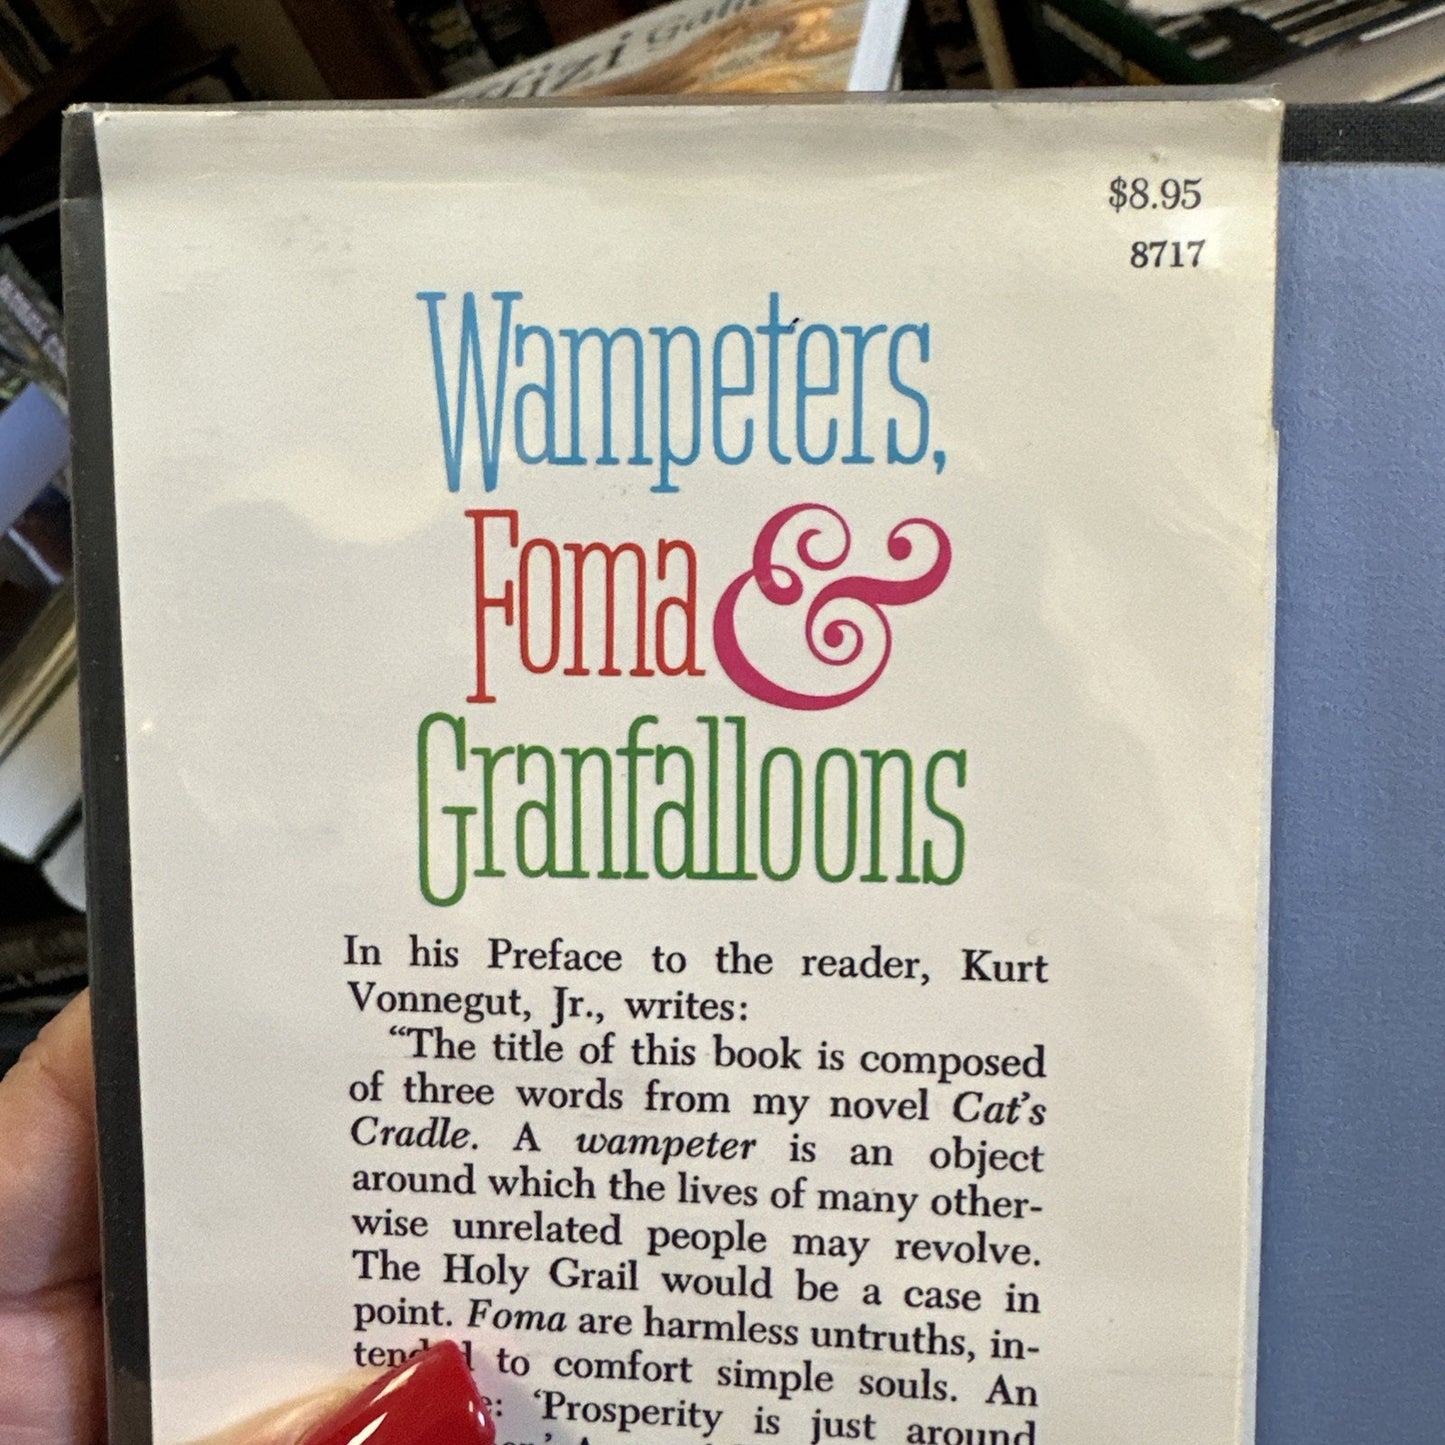 $8.95
8717
Wampeters,
Foma &
Granfalloons
In his Preface to the reader, Kurt
Vonnegut, Jr., writes:
“The title of this book is composed
of three words from my novel Cat’s
Cradle. A wampeter is an object
around which the lives of many other-
wise unrelated people may revolve.
The Holy Grail would be a case in
point. Foma are harmless untruths, in-
to comfort simple souls. An
‘Prosperity is just around